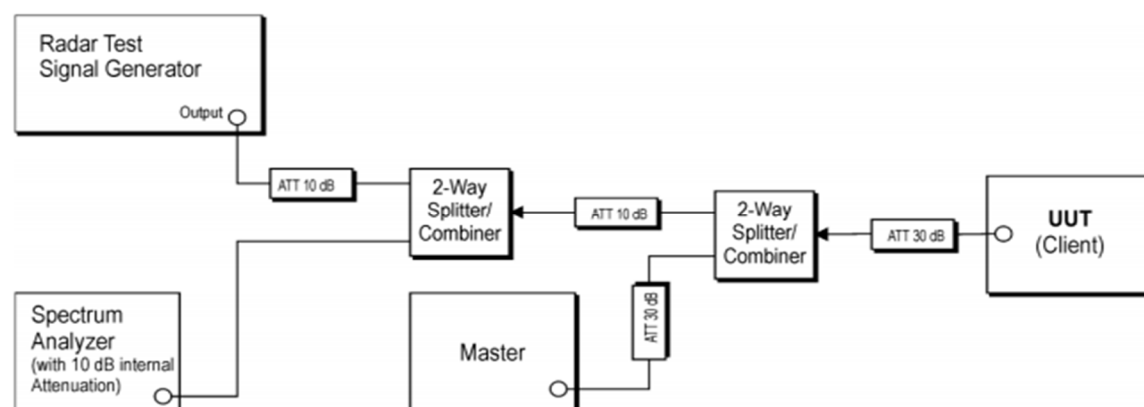 Radar Test
Signal Generator
Output
ATT 10 dB
2-Way
Splitter/
Combiner
ATT 10 dB
2-Way
Splitter/
Combiner
ATT 30 dB
UUT
(Client)
ATT 30 dB
Spectrum
Analyzer
(with 10 dB internal
Attenuation)
Master